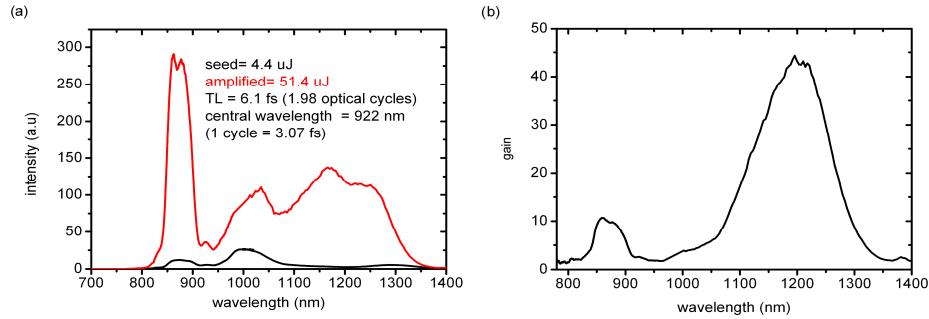 (a)
300
250
200
150
100
50
0
intensity (a.u)
seed= 4.4 uJ
amplified= 51.4 uJ
TL = 6.1 fs (1.98 optical cycles)
central wavelength = 922 nm
(1 cycle = 3.07 fs)
700 800 900 1000 1100 1200 1300 1400
wavelength (nm)
(b)
50
40
30
20
10
0
gain
800 900 1000 1100 1200 1300 1400
wavelength (nm)